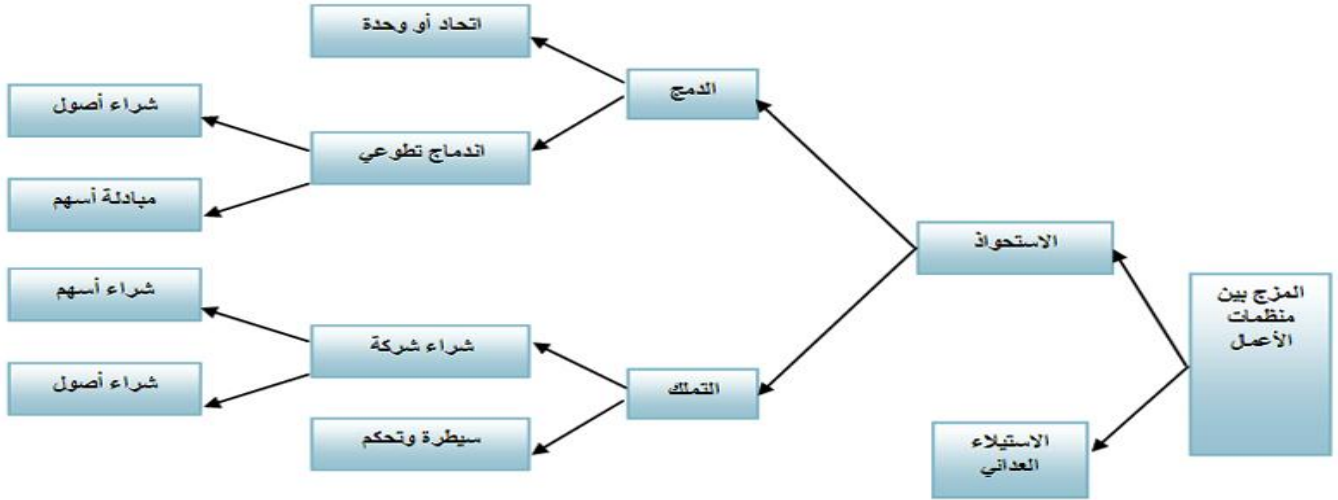 المزج بين
منظمات
الأعمال
الاستحواذ
الاستيلاء
العداني
الدمج
التملك
اتحاد أو وحدة
اندماج تطوعي
شراء شركة
سيطرة وتحكم
شراء أصول
مبادلة أسهم
شراء أسهم
شراء أصول